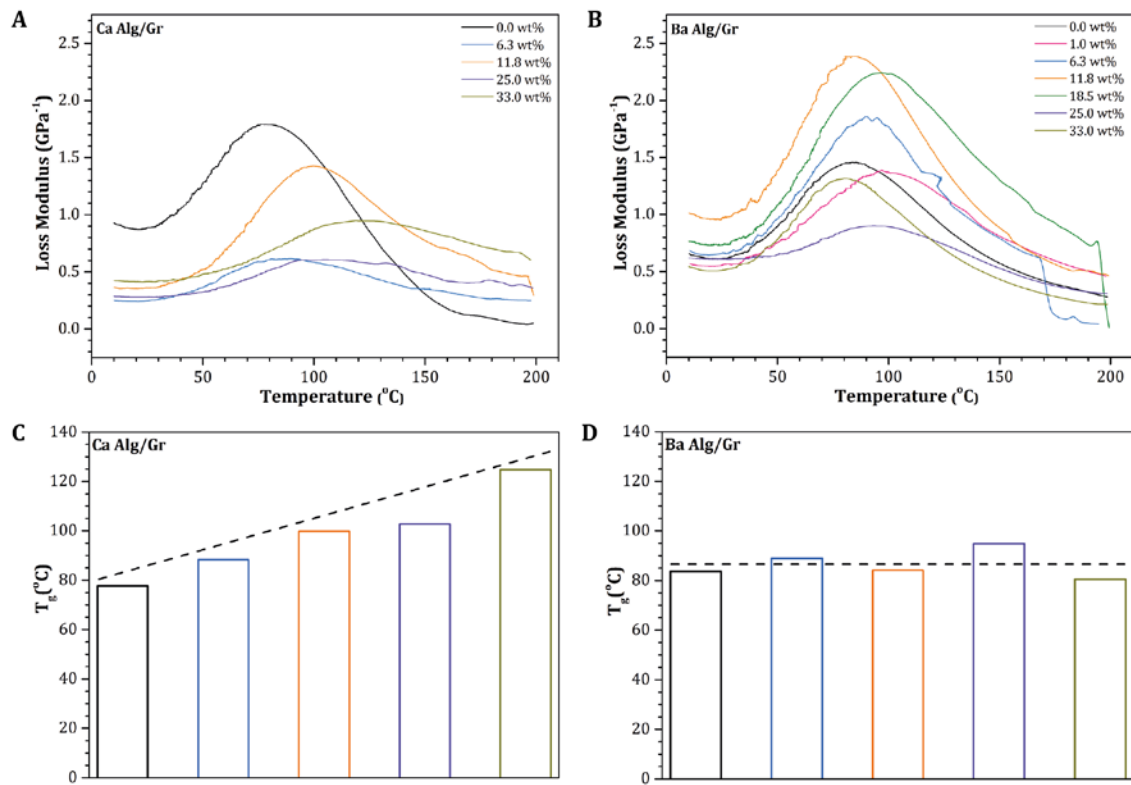 A
Ca Alg/Gr
0.0 wt%
6.3 wt%
11.8 wt%
25.0 wt%
33.0 wt%
2.5
2.0
1.5
1.0
0.5
0.0
Loss Modulus (GPa⁻¹)
0
50
100
150
200
Temperature (°C)
B
Ba Alg/Gr
0.0 wt%
1.0 wt%
6.3 wt%
11.8 wt%
18.5 wt%
25.0 wt%
33.0 wt%
2.5
2.0
1.5
1.0
0.5
0.0
Loss Modulus (GPa⁻¹)
0
50
100
150
200
Temperature (°C)
C
Ca Alg/Gr
140
120
100
80
60
40
20
0
Tg(°C)
D
Ba Alg/Gr
140
120
100
80
60
40
20
0
Tg(°C)